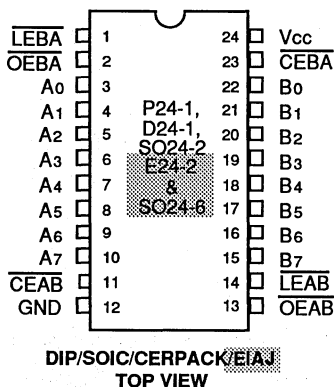 LEBA 1 24 Vcc
OEBA 2 23 CEBA
A0 3 22 B0
A1 4 P24-1, 21 B1
A2 5 D24-1, 20 B2
SO24-2
A3 6 E24-2 19 B3
A4 7 & 18 B4
A5 8 SO24-6 17 B5
A6 9 16 B6
A7 10 15 B7
CEAB 11 14 LEAB
GND 12 13 OEAB
DIP/SOIC/CERPACK/EIAJ
TOP VIEW